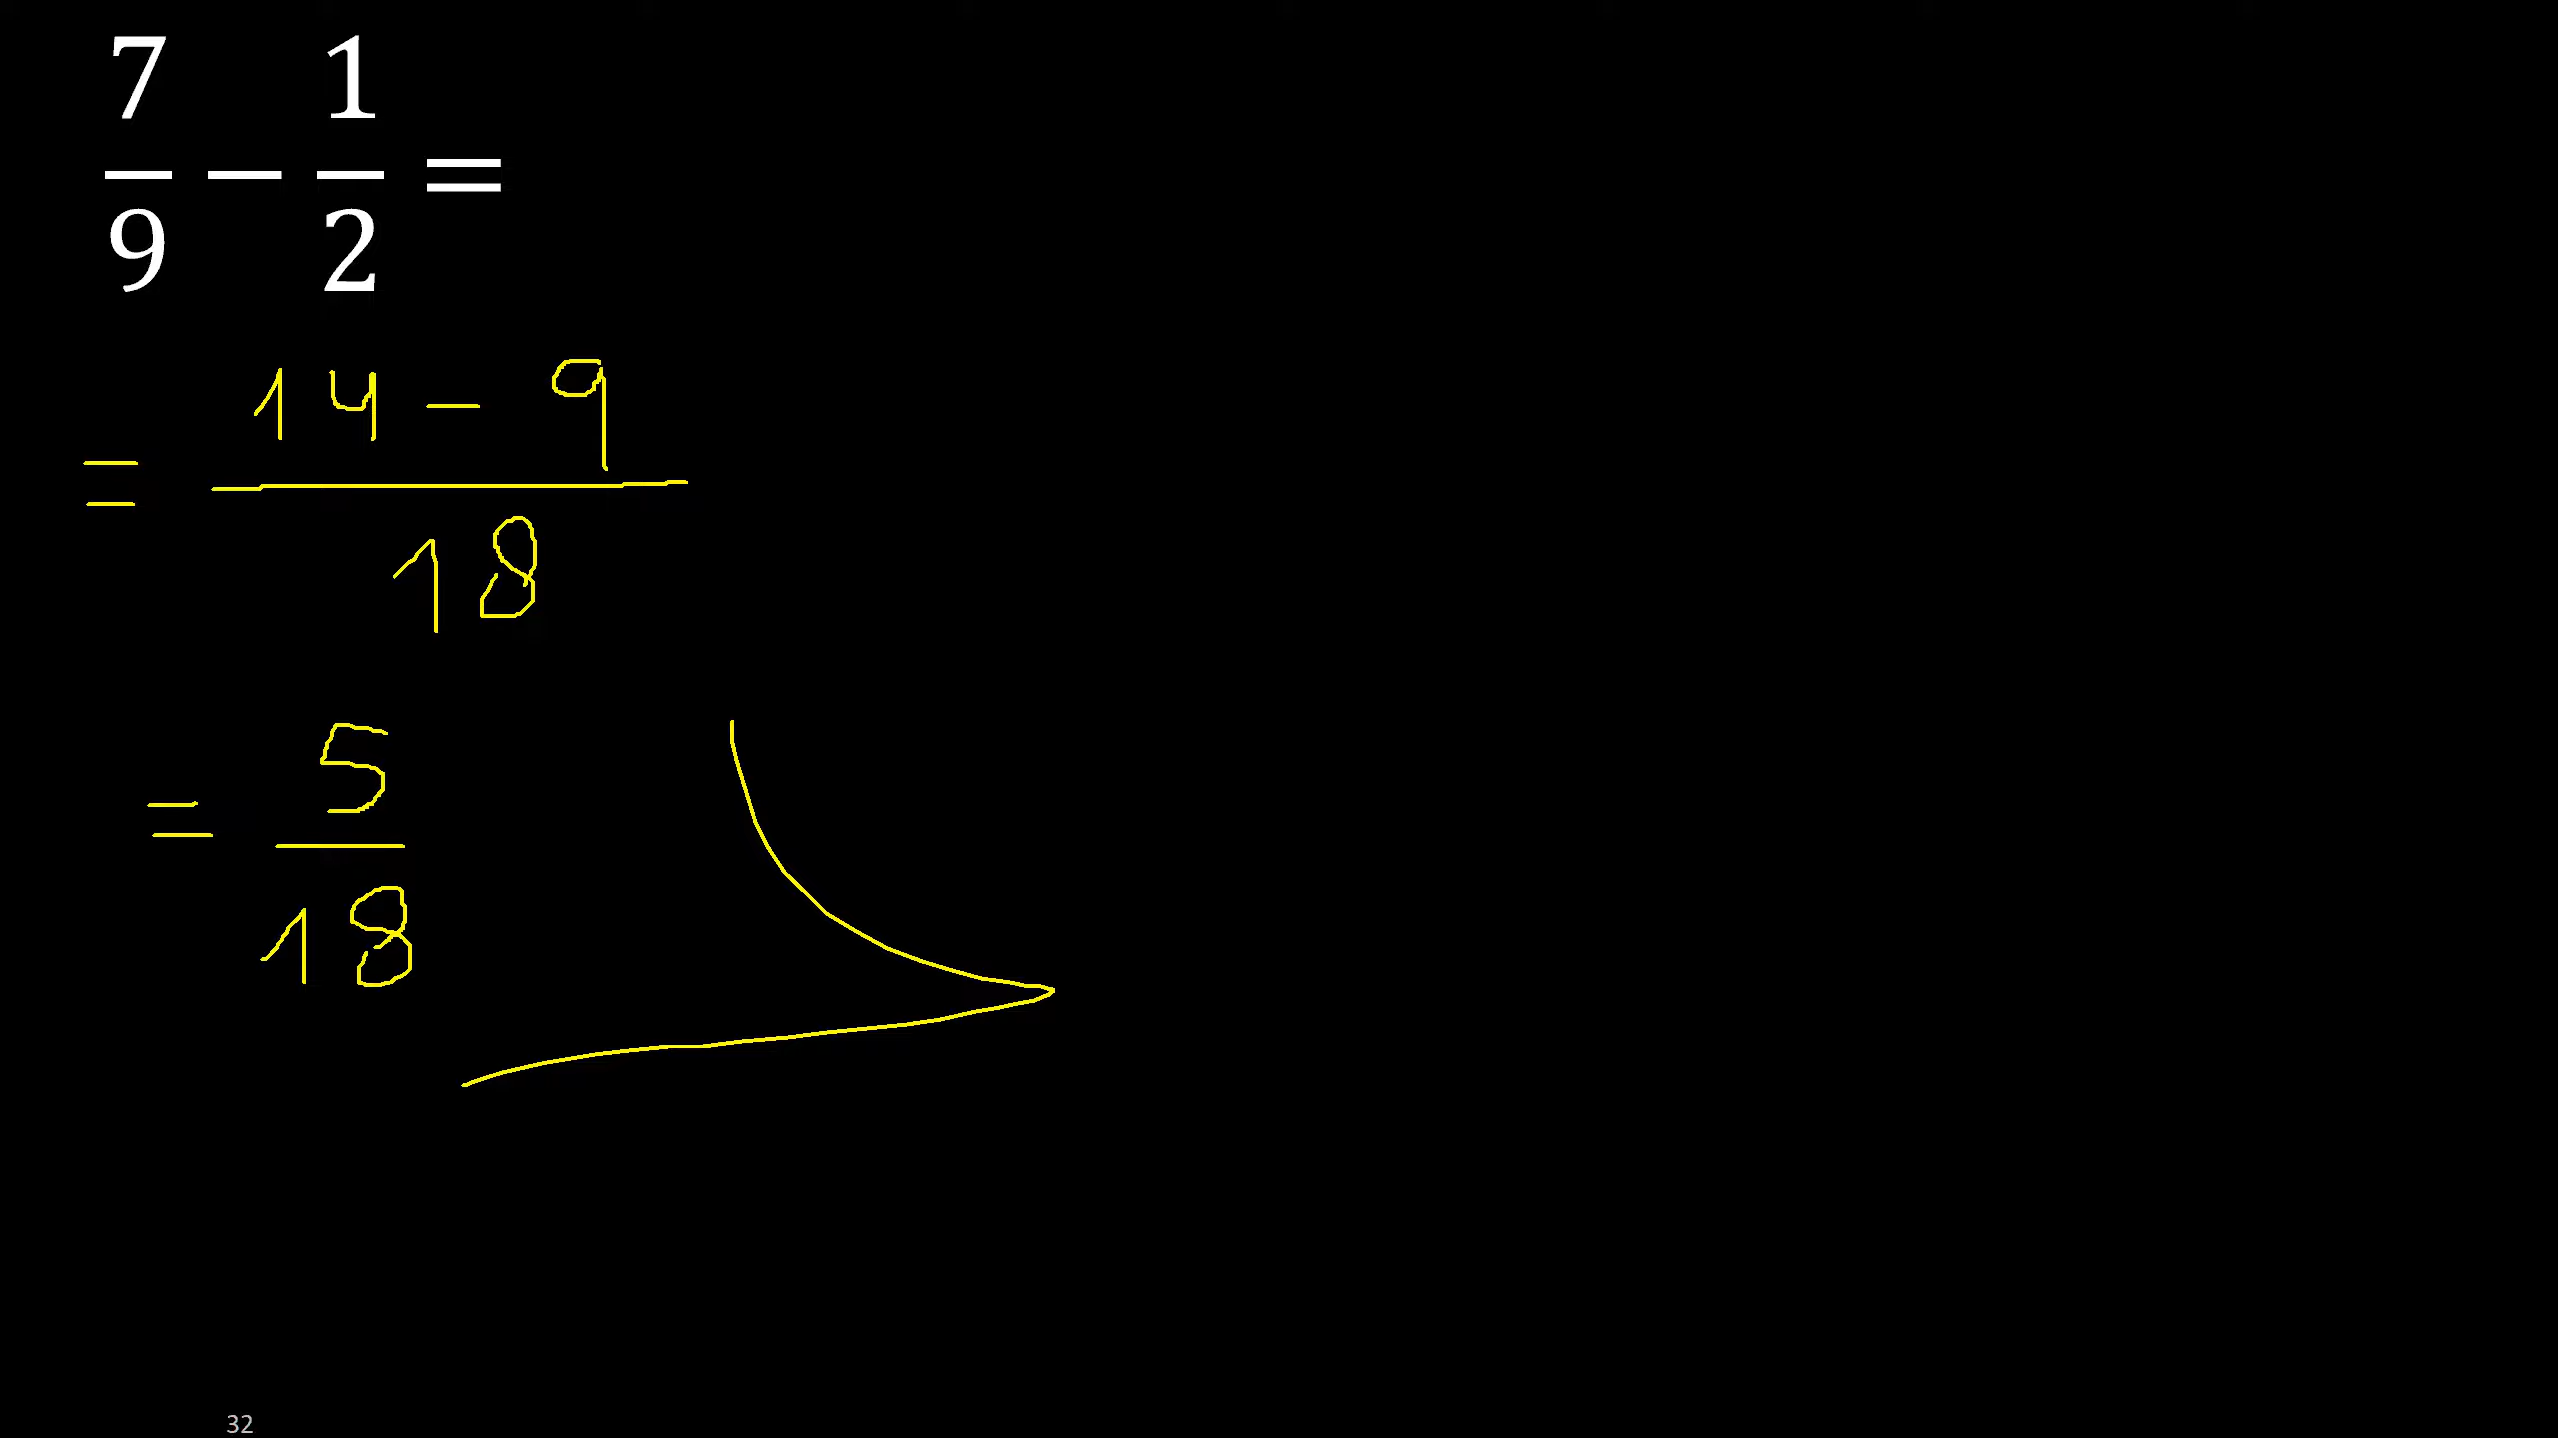 7/9 − 1/2 =
= (14 − 9)/18
= 5/18
32